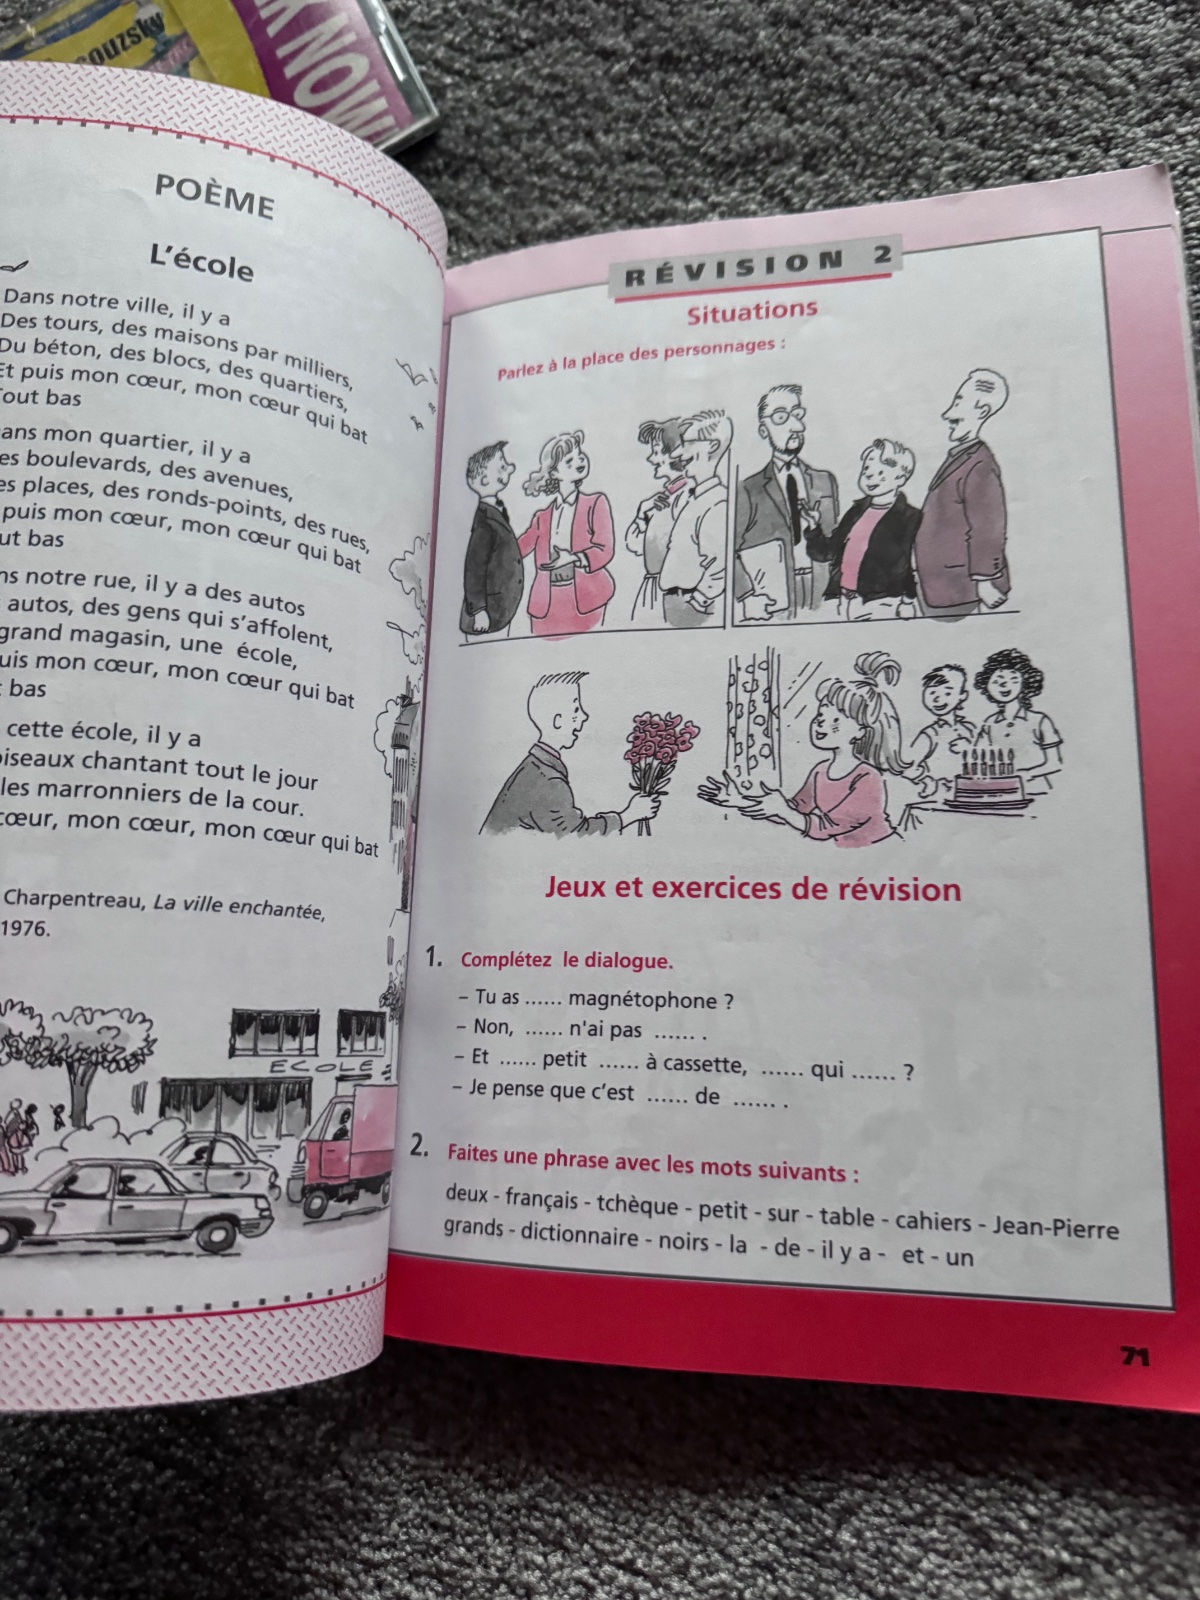 ouzsky
K NOW!
POÈME
L'école
Dans notre ville, il y a
Des tours, des maisons par milliers,
Du béton, des blocs, des quartiers,
Et puis mon cœur, mon cœur qui bat
Tout bas
ans mon quartier, il y a
es boulevards, des avenues,
es places, des ronds-points, des rues,
puis mon cœur, mon cœur qui bat
ut bas
ns notre rue, il y a des autos
autos, des gens qui s'affolent,
grand magasin, une école,
uis mon cœur, mon cœur qui bat
t bas
cette école, il y a
oiseaux chantant tout le jour
les marronniers de la cour.
cœur, mon cœur, mon cœur qui bat
Charpentreau, La ville enchantée,
1976.
ECOLE
RÉVISION 2
Situations
Parlez à la place des personnages :
Jeux et exercices de révision
1. Complétez le dialogue.
– Tu as ...... magnétophone ?
– Non, ...... n'ai pas ...... .
– Et ...... petit ...... à cassette, ...... qui ...... ?
– Je pense que c'est ...... de ...... .
2. Faites une phrase avec les mots suivants :
deux - français - tchèque - petit - sur - table - cahiers - Jean-Pierre
grands - dictionnaire - noirs - la - de - il y a - et - un
71